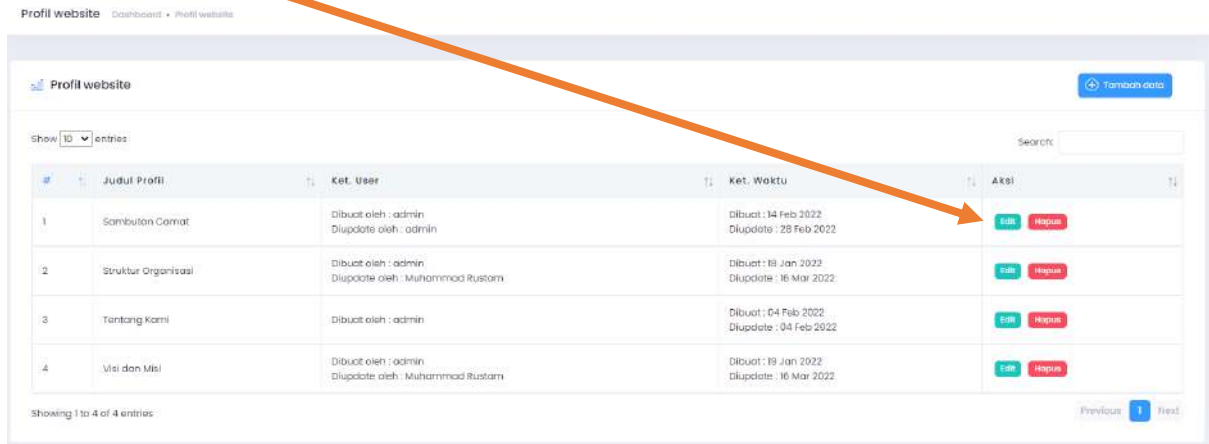 Profil website Dashboard • Profil website
Profil website
Tambah data
Show 10 entries
Search:
# Judul Profil Ket. User Ket. Waktu Aksi
1 Sambutan Camat Dibuat oleh : admin Dibuat : 14 Feb 2022 Edit Hapus
Diupdate oleh : admin Diupdate : 28 Feb 2022
2 Struktur Organisasi Dibuat oleh : admin Dibuat : 19 Jan 2022 Edit Hapus
Diupdate oleh : Muhammad Rustam Diupdate : 16 Mar 2022
3 Tentang Kami Dibuat oleh : admin Dibuat : 04 Feb 2022 Edit Hapus
Diupdate : 04 Feb 2022
4 Visi dan Misi Dibuat oleh : admin Dibuat : 19 Jan 2022 Edit Hapus
Diupdate oleh : Muhammad Rustam Diupdate : 16 Mar 2022
Showing 1 to 4 of 4 entries
Previous 1 Next